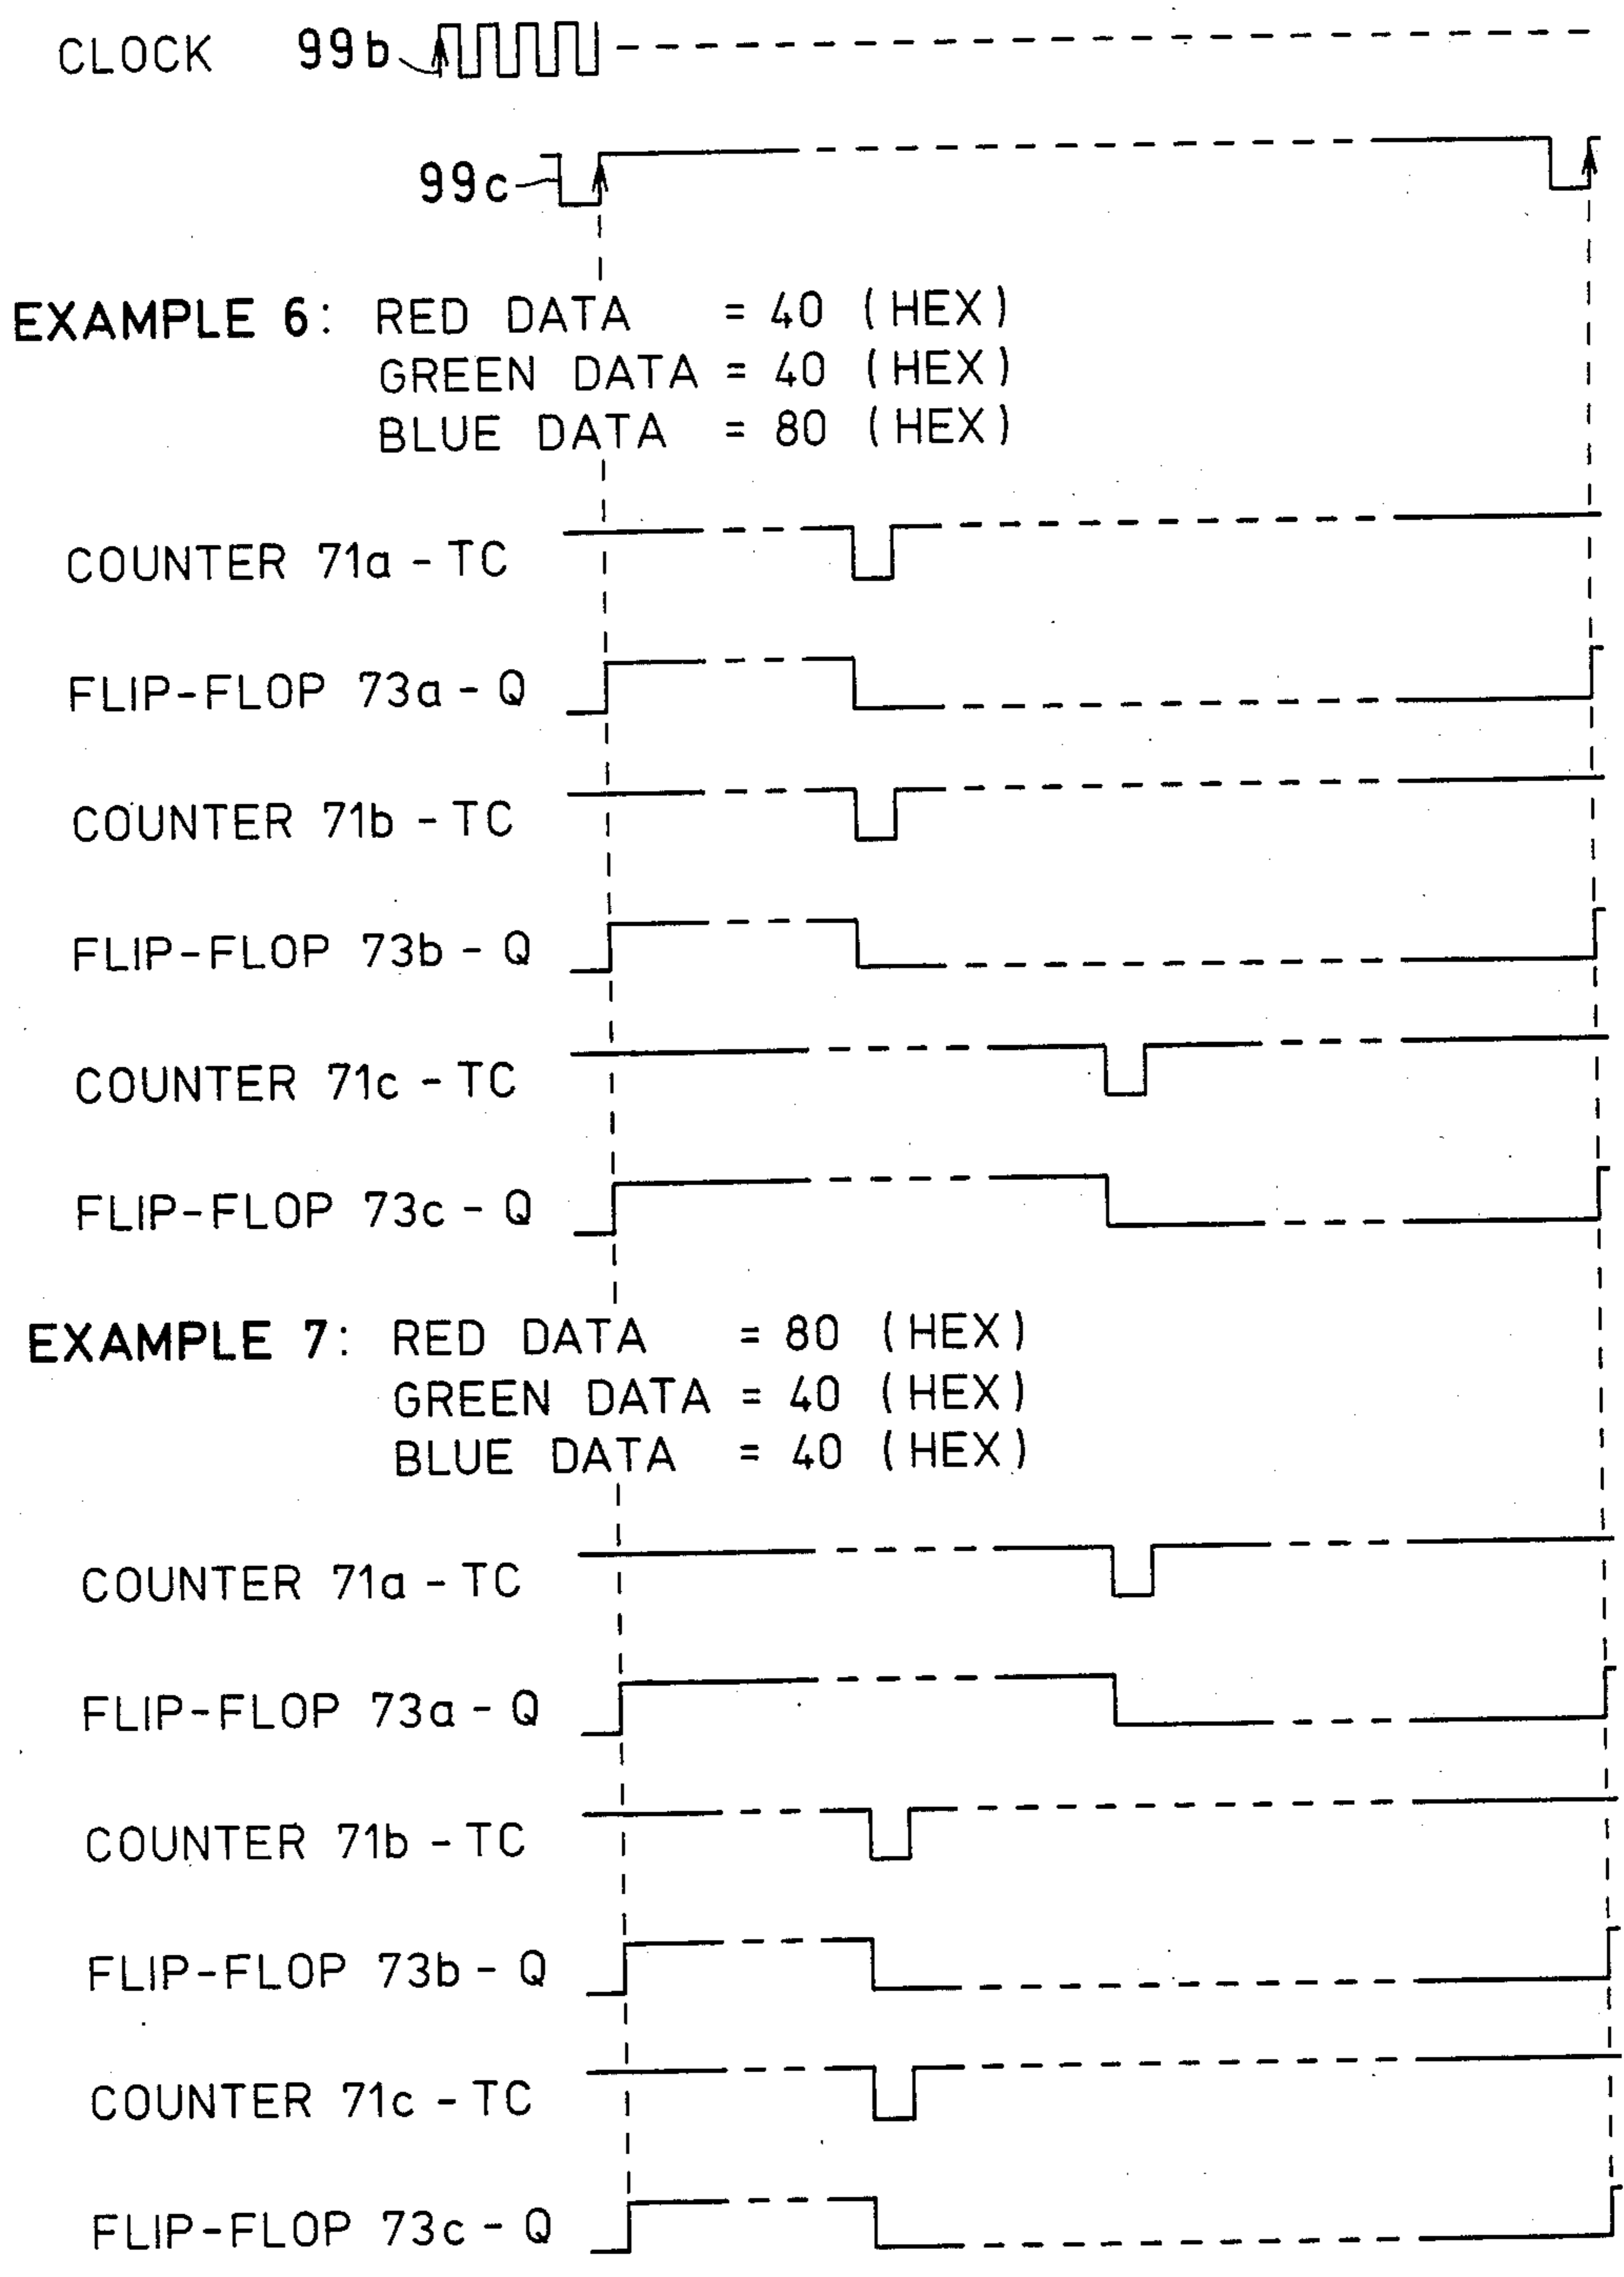 CLOCK 99b
99c
EXAMPLE 6: RED DATA = 40 (HEX)
GREEN DATA = 40 (HEX)
BLUE DATA = 80 (HEX)
COUNTER 71a - TC
FLIP-FLOP 73a - Q
COUNTER 71b - TC
FLIP-FLOP 73b - Q
COUNTER 71c - TC
FLIP-FLOP 73c - Q
EXAMPLE 7: RED DATA = 80 (HEX)
GREEN DATA = 40 (HEX)
BLUE DATA = 40 (HEX)
COUNTER 71a - TC
FLIP-FLOP 73a - Q
COUNTER 71b - TC
FLIP-FLOP 73b - Q
COUNTER 71c - TC
FLIP-FLOP 73c - Q